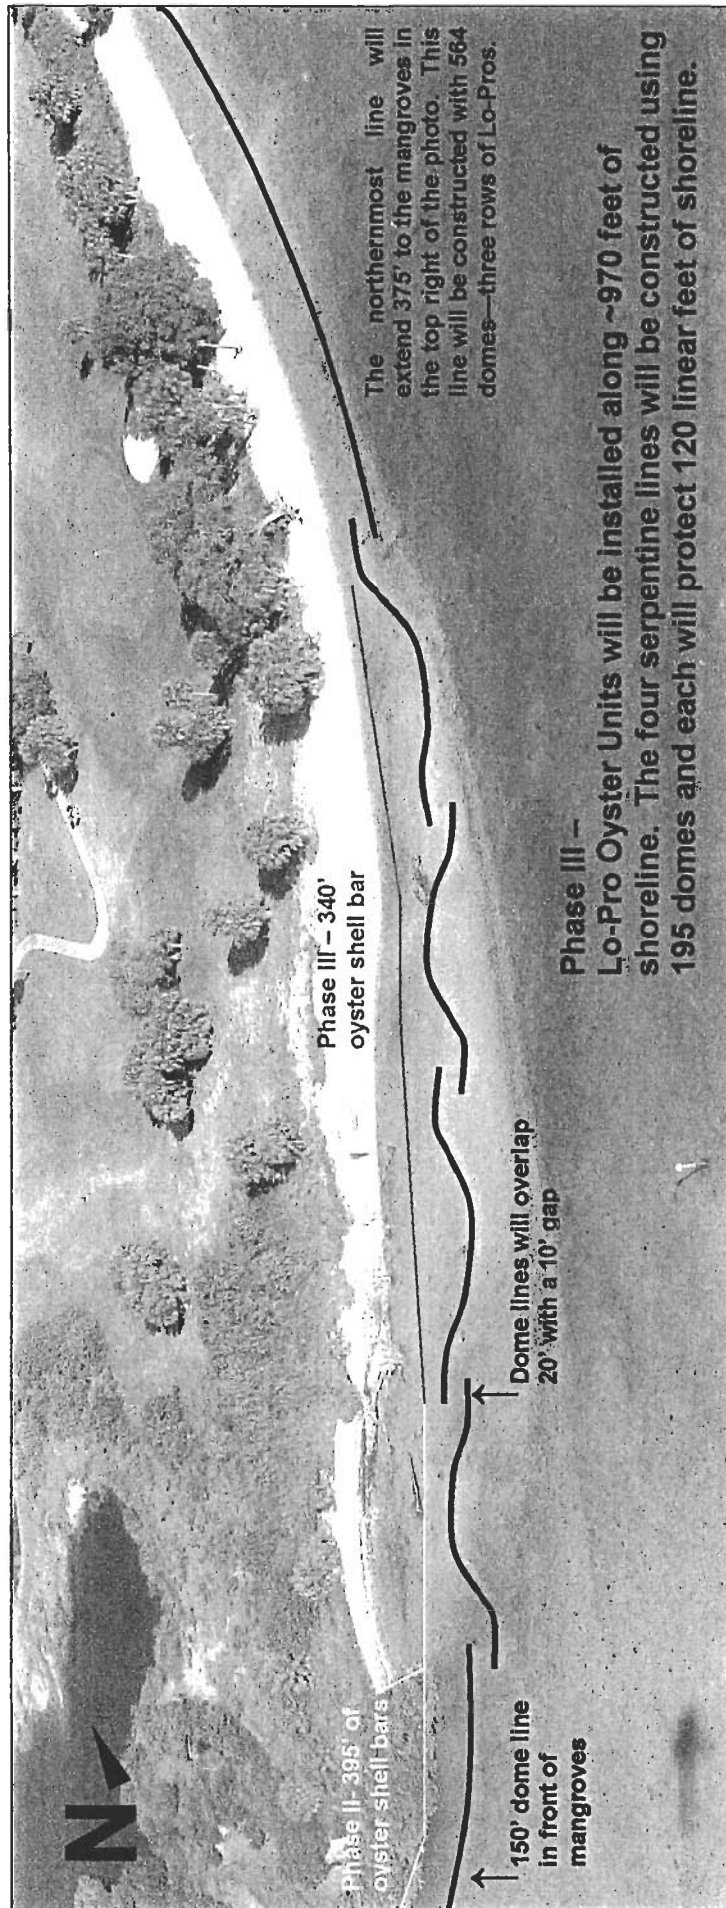 N
The northernmost line will
extend 375' to the mangroves in
the top right of the photo. This
line will be constructed with 564
domes—three rows of Lo-Pros.
Phase III – 340'
oyster shell bar
Phase II- 395' of
oyster shell bars
Dome lines will overlap
20' with a 10' gap
150' dome line
in front of
mangroves
Phase III –
Lo-Pro Oyster Units will be installed along ~970 feet of
shoreline. The four serpentine lines will be constructed using
195 domes and each will protect 120 linear feet of shoreline.